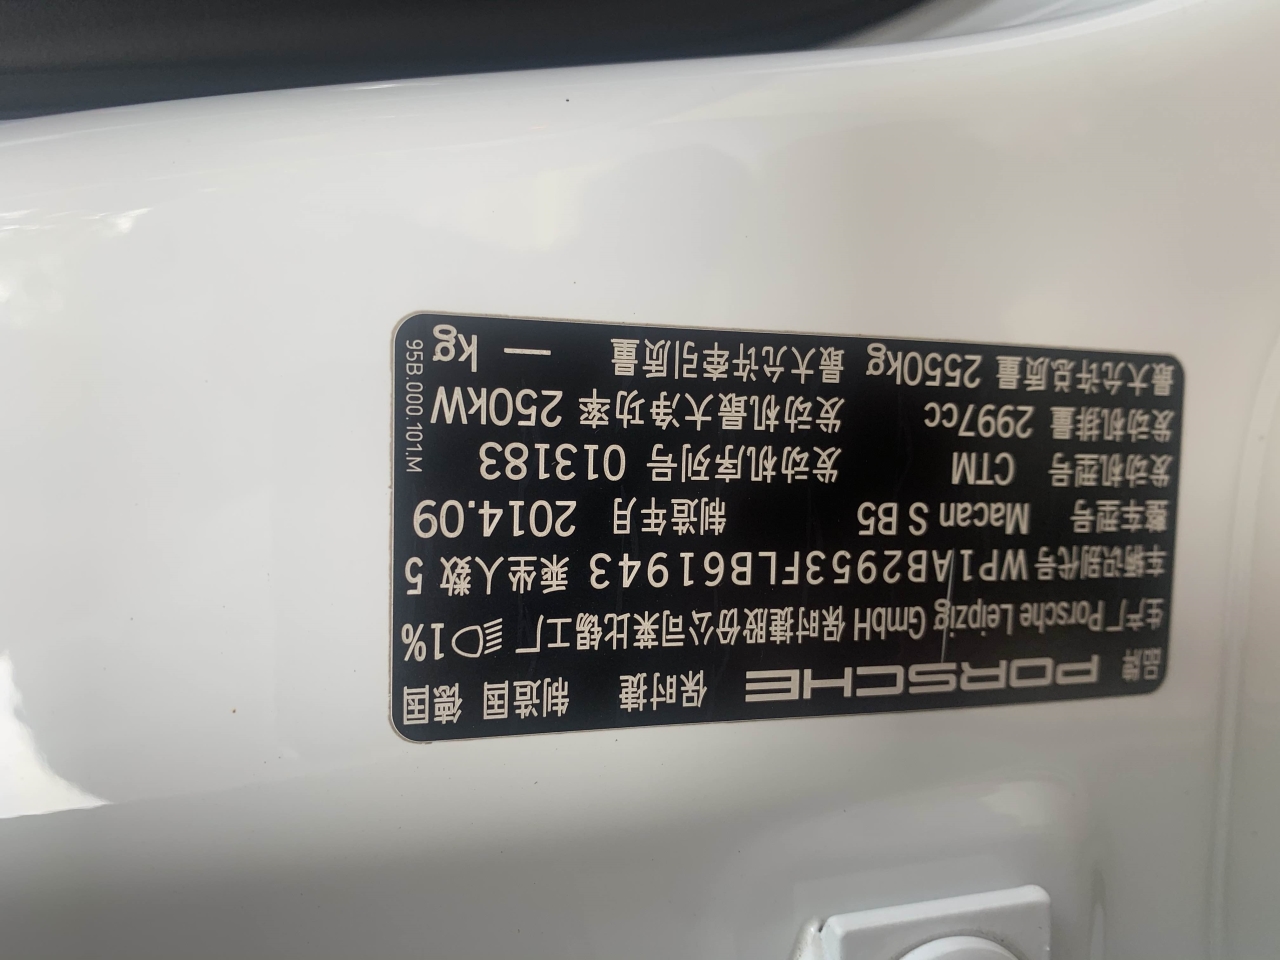 品牌 PORSCHE 保时捷 制造国 德国
生产厂 Porsche Leipzig GmbH 保时捷股份公司莱比锡工厂 1%
车辆识别代号 WP1AB2953FLB61943 乘坐人数 5
整车型号 Macan S B5 制造年月 2014.09
发动机型号 CTM 发动机序列号 013183
发动机排量 2997cc 发动机最大净功率 250kW
最大允许总质量 2550kg 最大允许牵引质量 — kg
95B.000.101.M